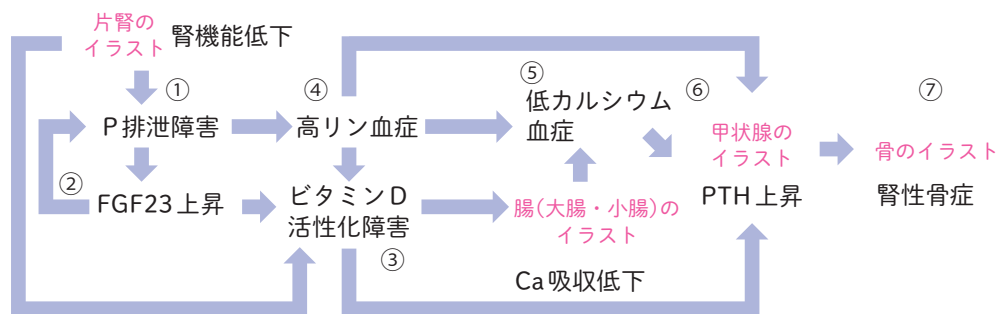 片腎の
イラスト
腎機能低下
①
④
⑤
⑥
⑦
P排泄障害
高リン血症
低カルシウム
血症
甲状腺の
イラスト
骨のイラスト
②
FGF23上昇
ビタミンD
活性化障害
腸(大腸・小腸)の
イラスト
PTH上昇
腎性骨症
③
Ca吸収低下